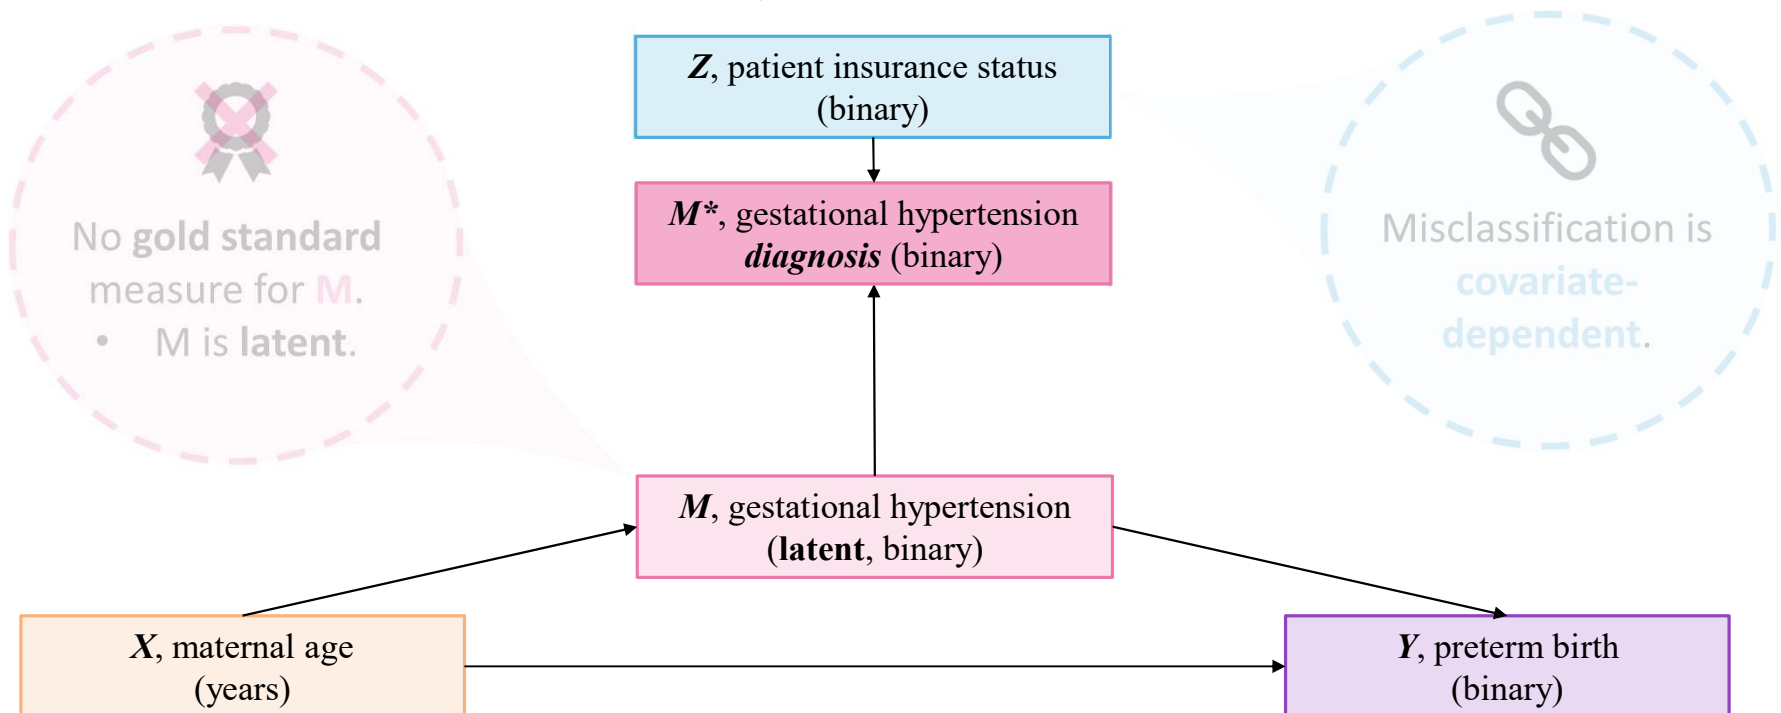 Z, patient insurance status
(binary)
M*, gestational hypertension
diagnosis (binary)
No gold standard
measure for M.
• M is latent.
Misclassification is
covariate-
dependent.
M, gestational hypertension
(latent, binary)
X, maternal age
(years)
Y, preterm birth
(binary)